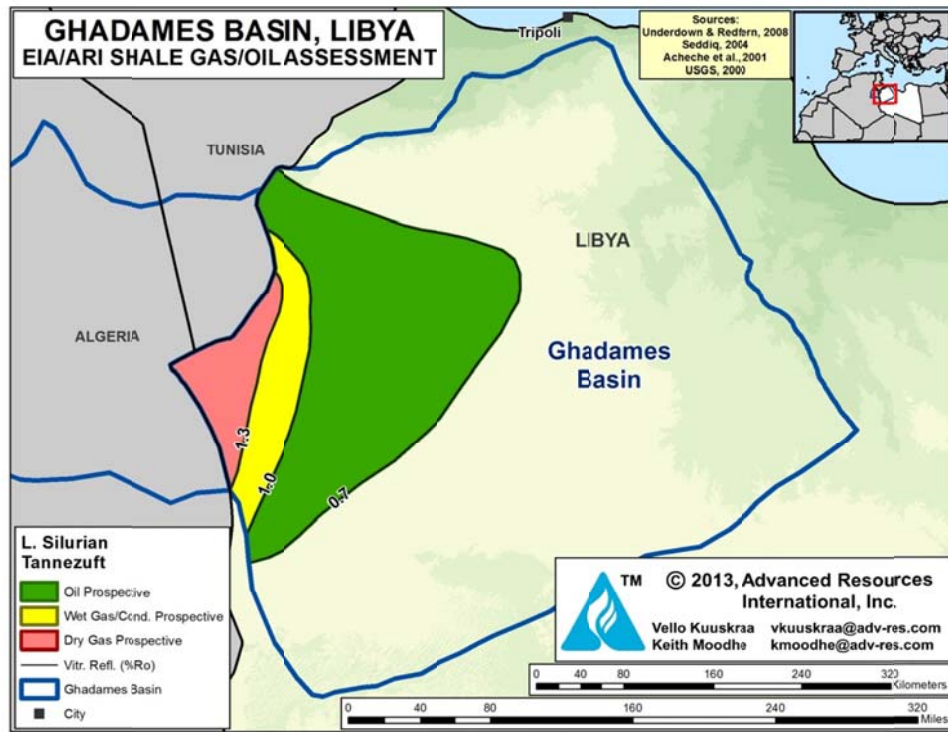 GHADAMES BASIN, LIBYA
EIA/ARI SHALE GAS/OIL ASSESSMENT
Sources:
Underdown & Redfern, 2008
Seddiq, 2004
Acheche et al., 2001
USGS, 2000
Tripoli
TUNISIA
LIBYA
ALGERIA
Ghadames
Basin
1.3
1.0
0.7
L. Silurian
Tannezuft
Oil Prospective
Wet Gas/Cond. Prospective
Dry Gas Prospective
Vitr. Refl. (%Ro)
Ghadames Basin
City
TM
© 2013, Advanced Resources
International, Inc.
Vello Kuuskraa vkuuskraa@adv-res.com
Keith Moodhe kmoodhe@adv-res.com
0 40 80 160 240 320
Kilometers
0 40 80 160 240 320
Miles